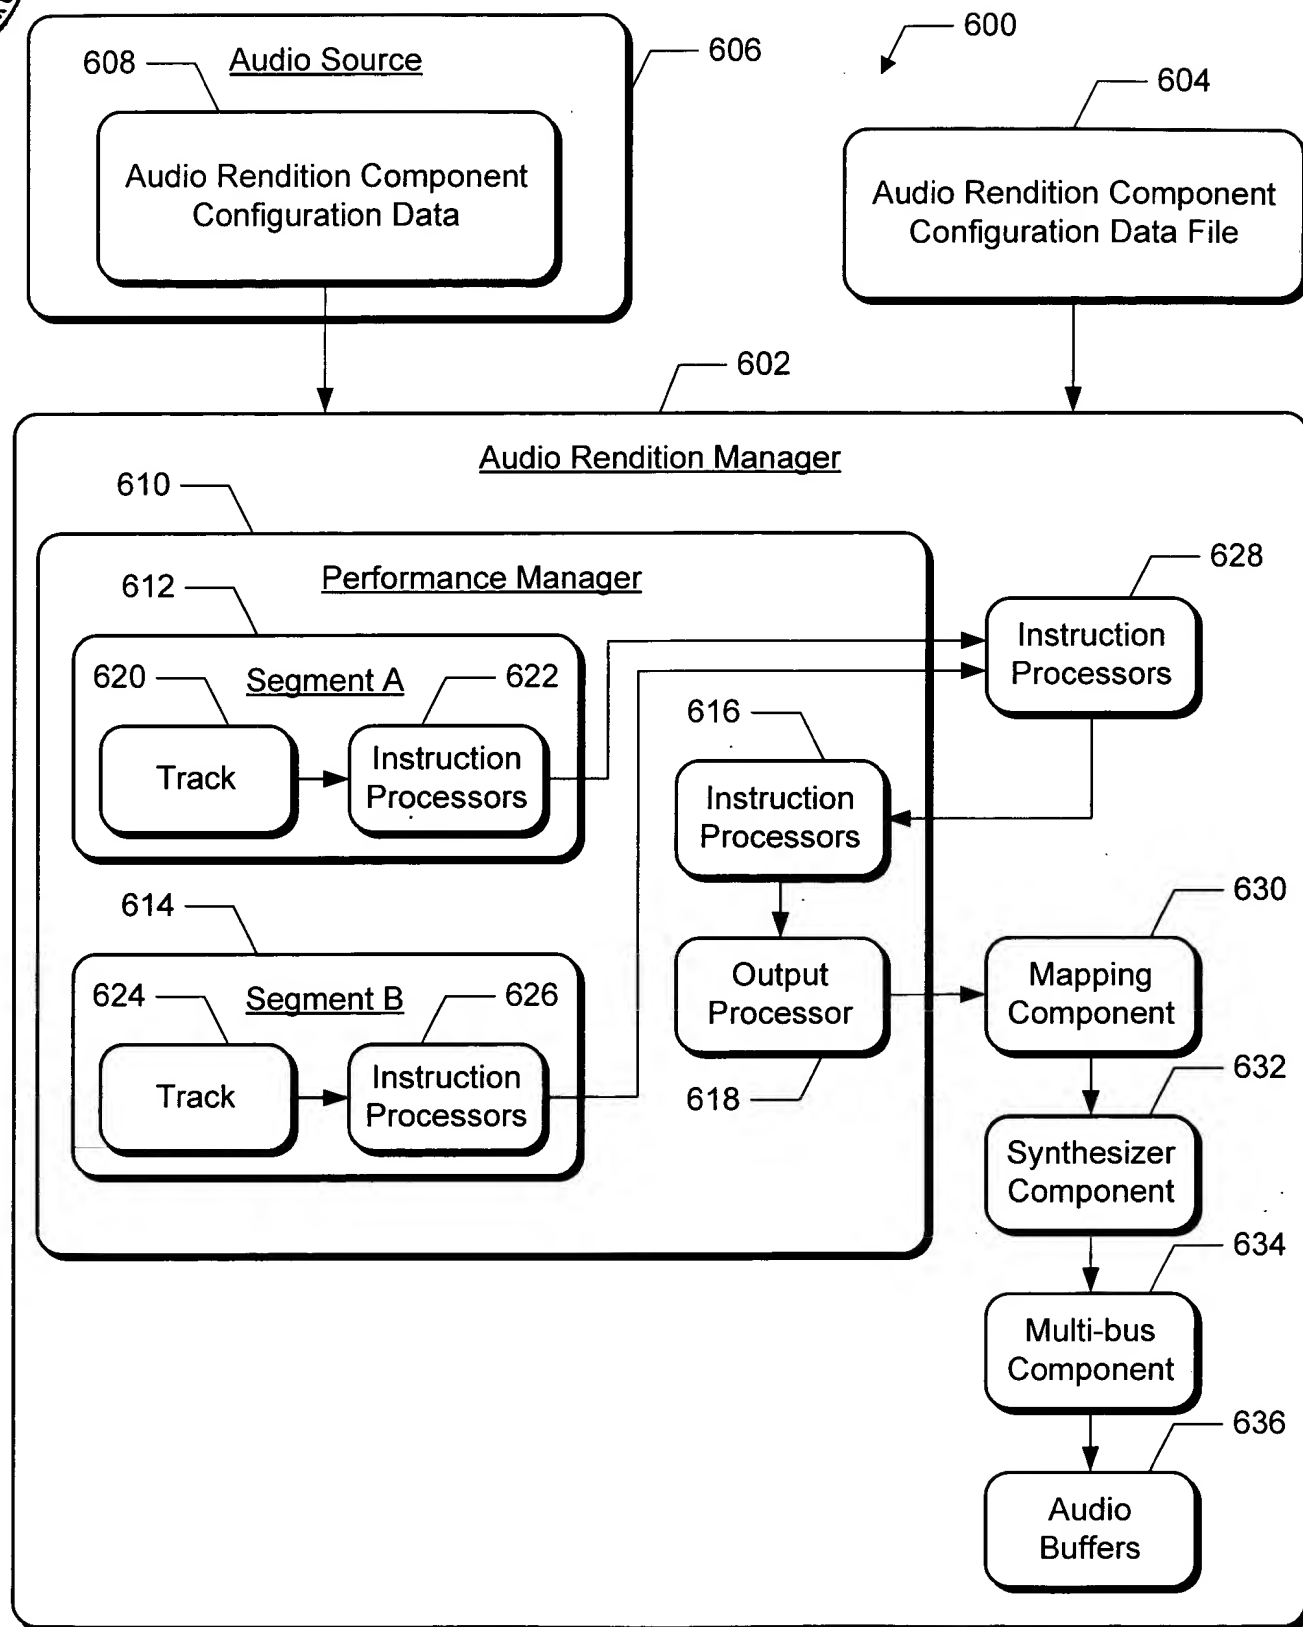 600
608
Audio Source
606
604
Audio Rendition Component
Configuration Data
Audio Rendition Component
Configuration Data File
602
Audio Rendition Manager
610
Performance Manager
628
Instruction
Processors
612
Segment A
620
622
Track
Instruction
Processors
616
Instruction
Processors
614
Segment B
624
626
Track
Instruction
Processors
Output
Processor
618
630
Mapping
Component
632
Synthesizer
Component
634
Multi-bus
Component
636
Audio
Buffers